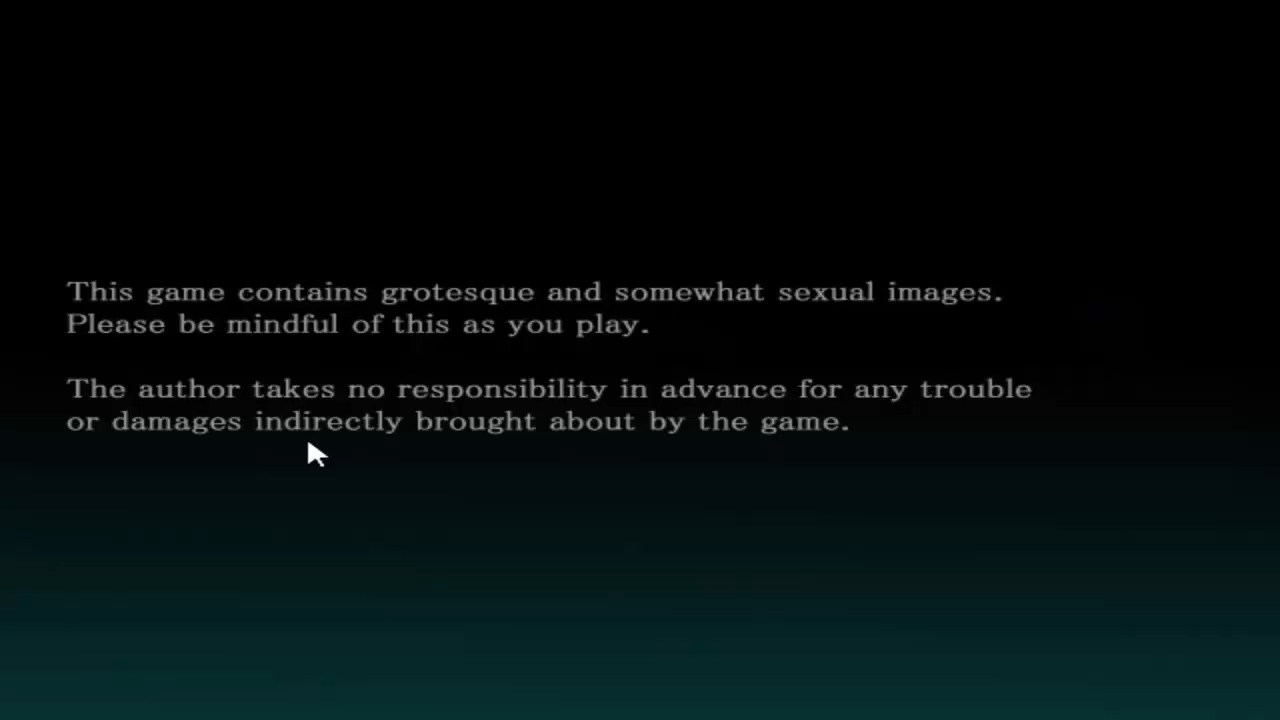 This game contains grotesque and somewhat sexual images.
Please be mindful of this as you play.
The author takes no responsibility in advance for any trouble
or damages indirectly brought about by the game.